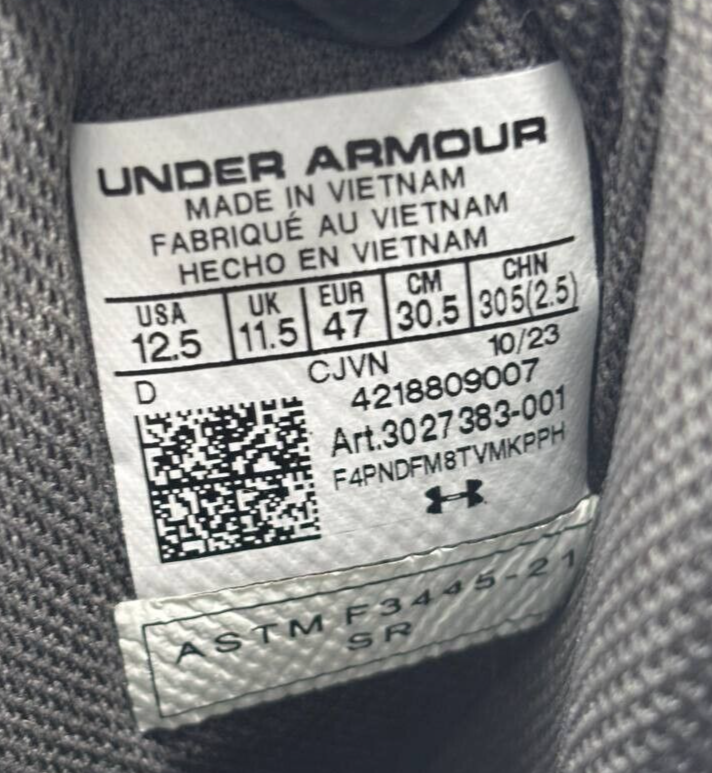 UNDER ARMOUR
MADE IN VIETNAM
FABRIQUÉ AU VIETNAM
HECHO EN VIETNAM
USA UK EUR CM CHN
12.5 11.5 47 30.5 305(2.5)
D CJVN 10/23
4218809007
Art.3027383-001
F4PNDFM8TVMKPPH
ASTM F3445-21
SR